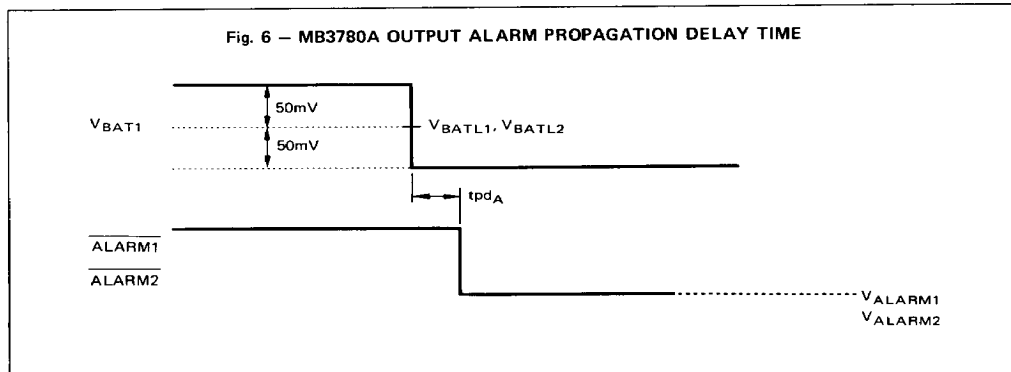 Fig. 6 – MB3780A OUTPUT ALARM PROPAGATION DELAY TIME
50mV
VBAT1
VBATL1, VBATL2
50mV
tpdA
ALARM1
ALARM2
VALARM1
VALARM2